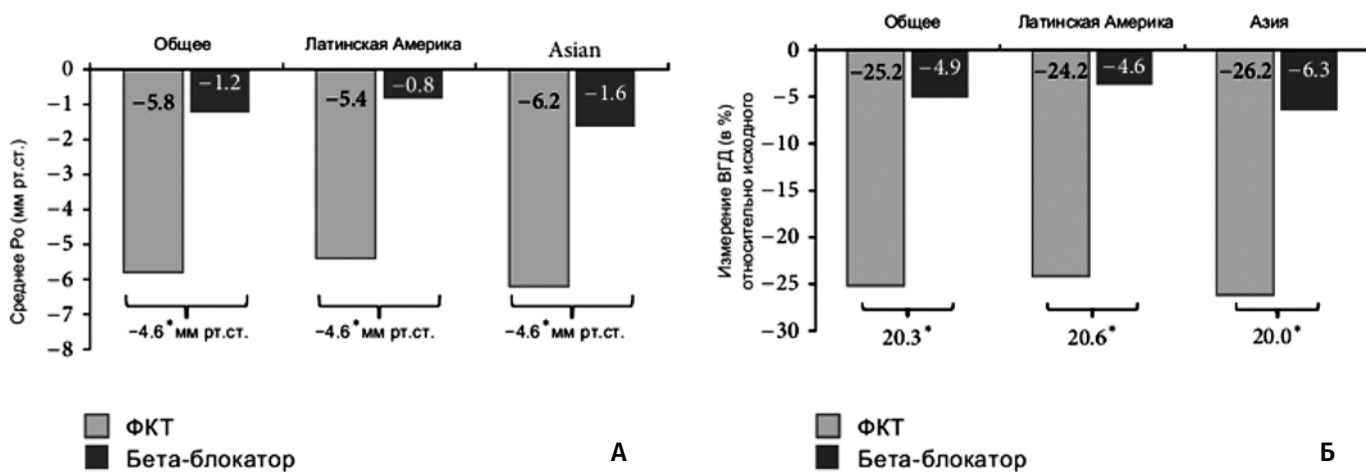 Общее Латинская Америка Asian
Среднее Po (мм рт.ст.)
0
−1
−2
−3
−4
−5
−6
−7
−8
−5.8 −1.2 −5.4 −0.8 −6.2 −1.6
−4.6*мм рт.ст. −4.6*мм рт.ст. −4.6*мм рт.ст.
ФКТ
Бета-блокатор
А
Общее Латинская Америка Азия
Измерение ВГД (в %)
относительно исходного
0
−5
−10
−15
−20
−25
−30
−25.2 −4.9 −24.2 −4.6 −26.2 −6.3
20.3* 20.6* 20.0*
ФКТ
Бета-блокатор
Б